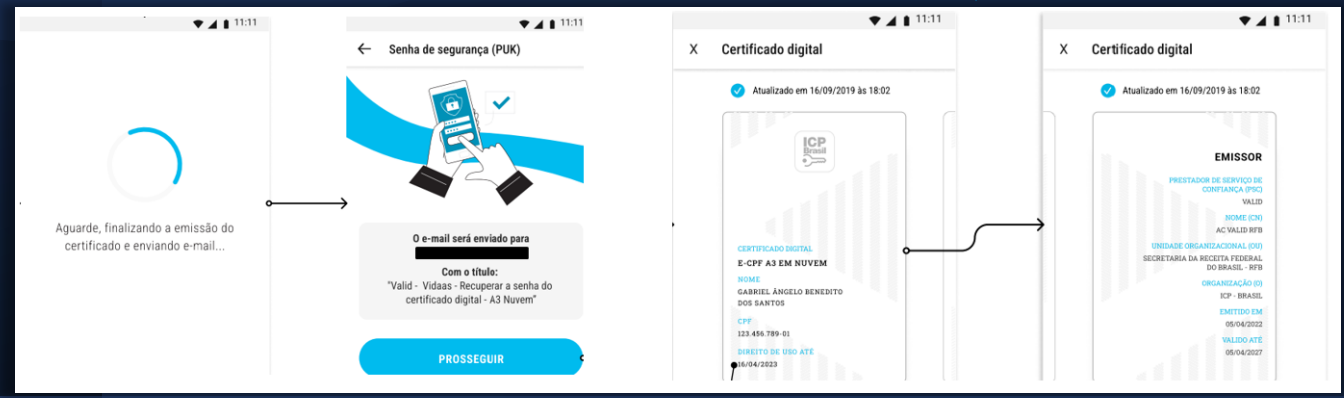 11:11
Aguarde, finalizando a emissão do
certificado e enviando e-mail...
11:11
Senha de segurança (PUK)
O e-mail será enviado para
Com o título:
"Valid - Vidaas - Recuperar a senha do
certificado digital - A3 Nuvem"
PROSSEGUIR
11:11
X Certificado digital
Atualizado em 16/09/2019 às 18:02
ICP
Brasil
CERTIFICADO DIGITAL
E-CPF A3 EM NUVEM
NOME
GABRIEL ÂNGELO BENEDITO
DOS SANTOS
CPF
123.456.789-01
DIREITO DE USO ATÉ
16/04/2023
11:11
X Certificado digital
Atualizado em 16/09/2019 às 18:02
EMISSOR
PRESTADOR DE SERVIÇO DE
CONFIANÇA (PSC)
VALID
NOME (CN)
AC VALID RFB
UNIDADE ORGANIZACIONAL (OU)
SECRETARIA DA RECEITA FEDERAL
DO BRASIL - RFB
ORGANIZAÇÃO (O)
ICP - BRASIL
EMITIDO EM
05/04/2022
VALIDO ATÉ
05/04/2027